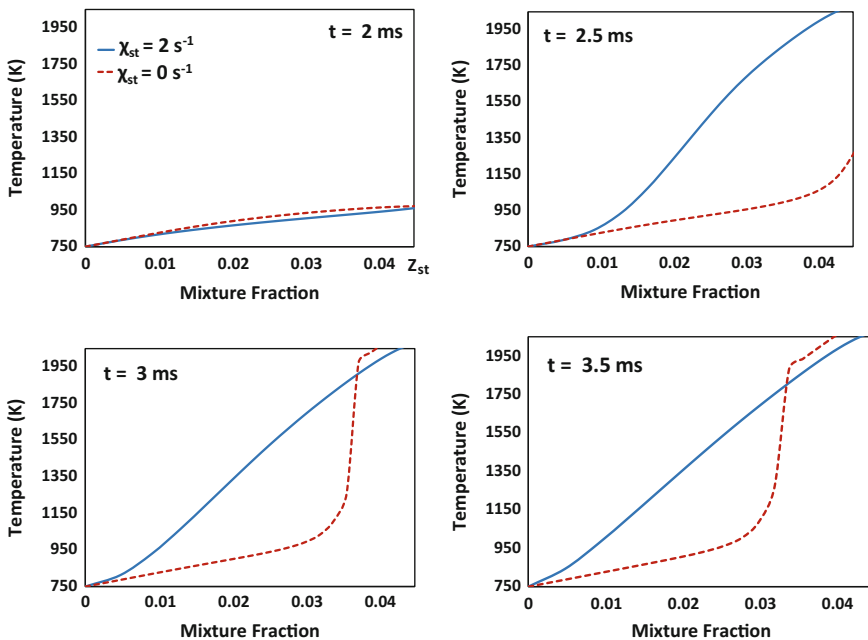 1950
1750
1550
1350
1150
950
750
Temperature (K)
χst = 2 s-1
χst = 0 s-1
t = 2 ms
0 0.01 0.02 0.03 0.04 Zst
Mixture Fraction
1950
1750
1550
1350
1150
950
750
Temperature (K)
t = 2.5 ms
0 0.01 0.02 0.03 0.04
Mixture Fraction
1950
1750
1550
1350
1150
950
750
Temperature (K)
t = 3 ms
0 0.01 0.02 0.03 0.04
Mixture Fraction
1950
1750
1550
1350
1150
950
750
Temperature (K)
t = 3.5 ms
0 0.01 0.02 0.03 0.04
Mixture Fraction